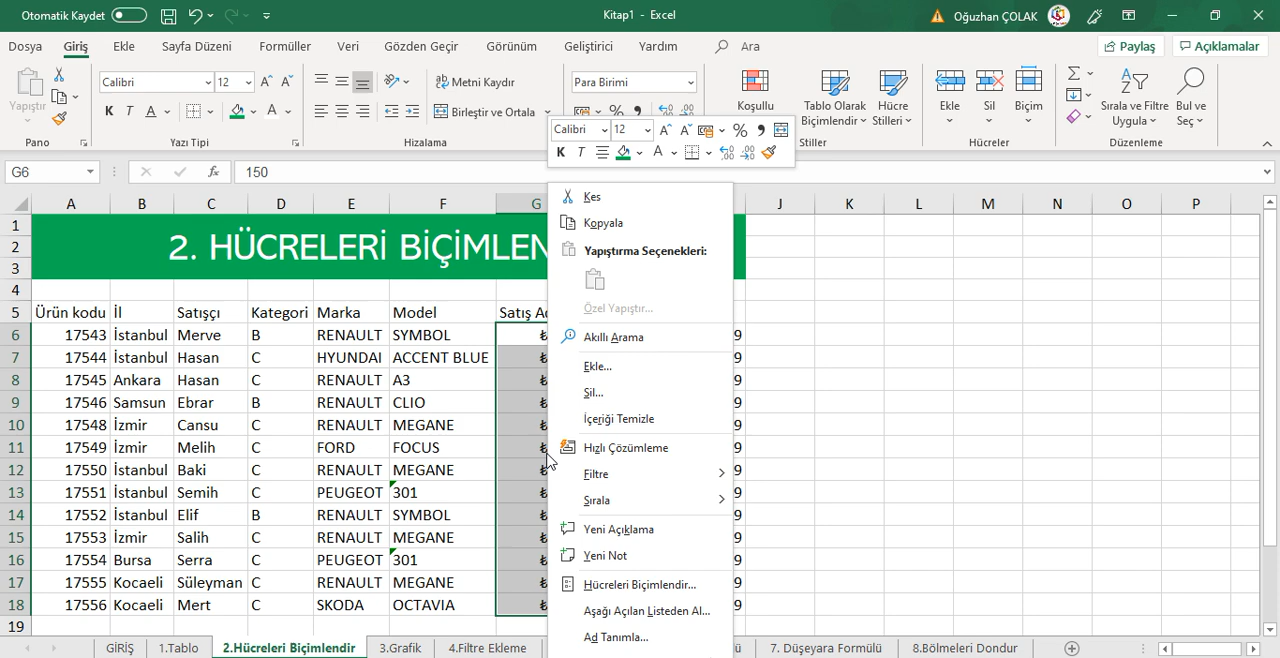 Otomatik Kaydet
Kitap1 - Excel
Oğuzhan ÇOLAK
Dosya Giriş Ekle Sayfa Düzeni Formüller Veri Gözden Geçir Görünüm Geliştirici Yardım Ara
Paylaş Açıklamalar
Calibri 12 Metni Kaydır Para Birimi
Yapıştır K T A A Birleştir ve Ortala % Koşullu Tablo Olarak Biçimlendir Hücre Stilleri Ekle Sil Biçim Sırala ve Filtre Uygula Bul ve Seç
Pano Yazı Tipi Hizalama Stiller Hücreler Düzenleme
Calibri 12 %
K T A
G6 fx 150
A B C D E F G J K L M N O P
1
2 2. HÜCRELERİ BİÇİMLEN
3
4
5 Ürün kodu İl Satışçı Kategori Marka Model Satış
6 17543 İstanbul Merve B RENAULT SYMBOL ₺ 9
7 17544 İstanbul Hasan C HYUNDAI ACCENT BLUE ₺ 9
8 17545 Ankara Hasan C RENAULT A3 ₺ 9
9 17546 Samsun Ebrar B RENAULT CLIO ₺ 9
10 17548 İzmir Cansu C RENAULT MEGANE ₺ 9
11 17549 İzmir Melih C FORD FOCUS ₺ 9
12 17550 İstanbul Baki C RENAULT MEGANE ₺ 9
13 17551 İstanbul Semih C PEUGEOT 301 ₺ 9
14 17552 İstanbul Elif B RENAULT SYMBOL ₺ 9
15 17553 İzmir Salih C RENAULT MEGANE ₺ 9
16 17554 Bursa Serra C PEUGEOT 301 ₺ 9
17 17555 Kocaeli Süleyman C RENAULT MEGANE ₺ 9
18 17556 Kocaeli Mert C SKODA OCTAVIA ₺ 9
19
Kes
Kopyala
Yapıştırma Seçenekleri:
Özel Yapıştır...
Akıllı Arama
Ekle...
Sil...
İçeriği Temizle
Hızlı Çözümleme
Filtre
Sırala
Yeni Açıklama
Yeni Not
Hücreleri Biçimlendir...
Aşağı Açılan Listeden Al...
Ad Tanımla...
GİRİŞ 1.Tablo 2.Hücreleri Biçimlendir 3.Grafik 4.Filtre Ekleme 7. Düşeyara Formülü 8.Bölmeleri Dondur